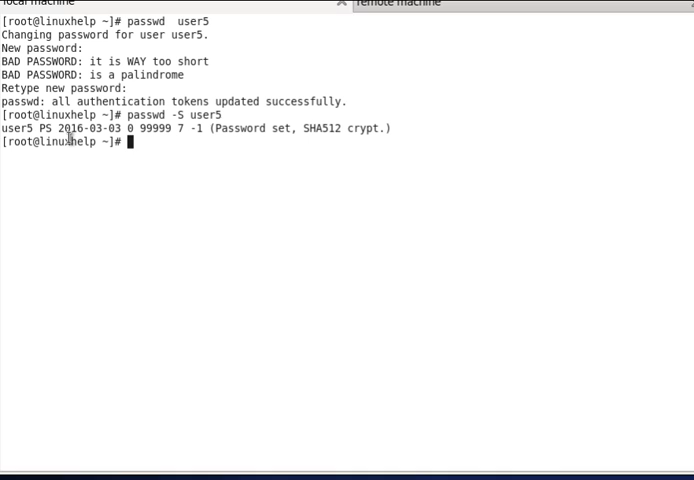 local machine
remote machine
[root@linuxhelp ~]# passwd  user5
Changing password for user user5.
New password:
BAD PASSWORD: it is WAY too short
BAD PASSWORD: is a palindrome
Retype new password:
passwd: all authentication tokens updated successfully.
[root@linuxhelp ~]# passwd -S user5
user5 PS 2016-03-03 0 99999 7 -1 (Password set, SHA512 crypt.)
[root@linuxhelp ~]#